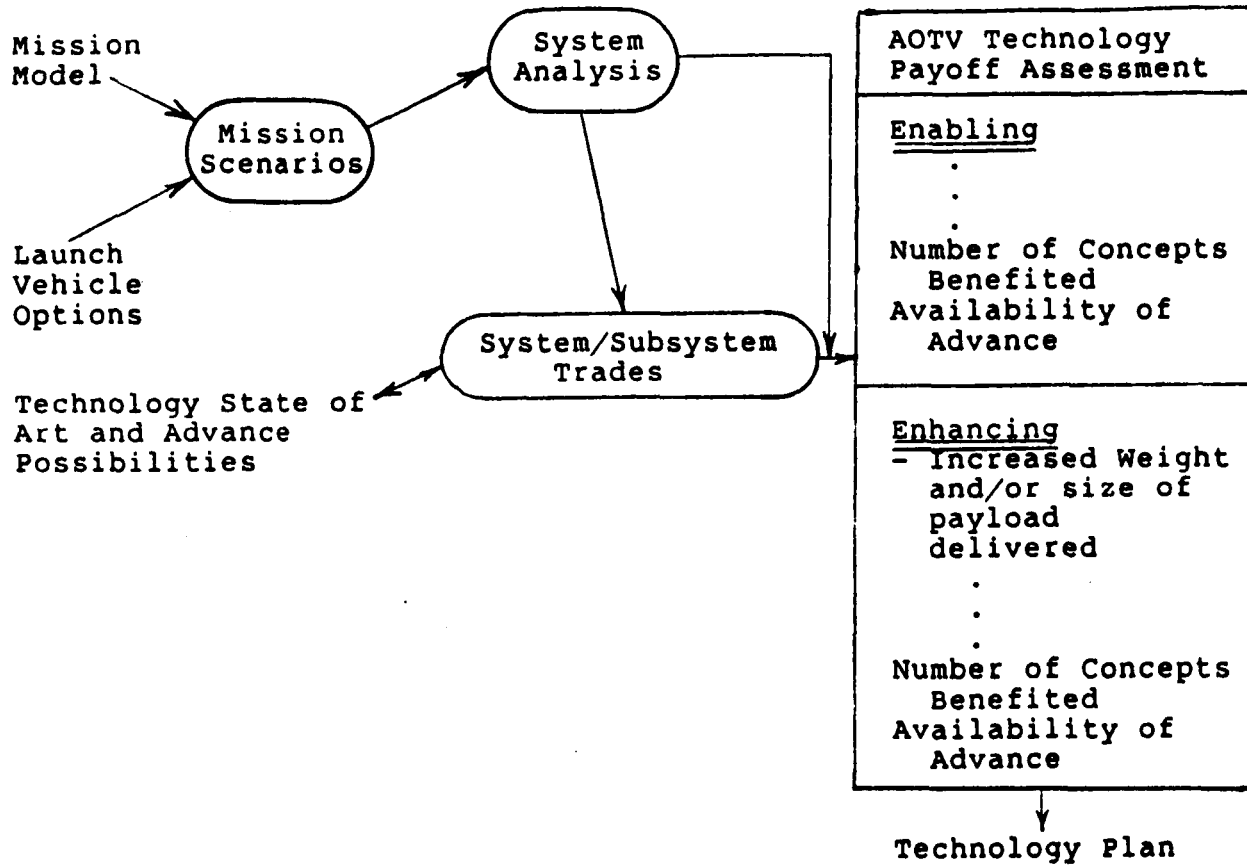 Mission
Model
Mission
Scenarios
Launch
Vehicle
Options
System
Analysis
System/Subsystem
Trades
Technology State of
Art and Advance
Possibilities
AOTV Technology
Payoff Assessment
Enabling
.
.
.
Number of Concepts
Benefited
Availability of
Advance
Enhancing
- Increased Weight
and/or size of
payload
delivered
.
.
.
Number of Concepts
Benefited
Availability of
Advance
Technology Plan